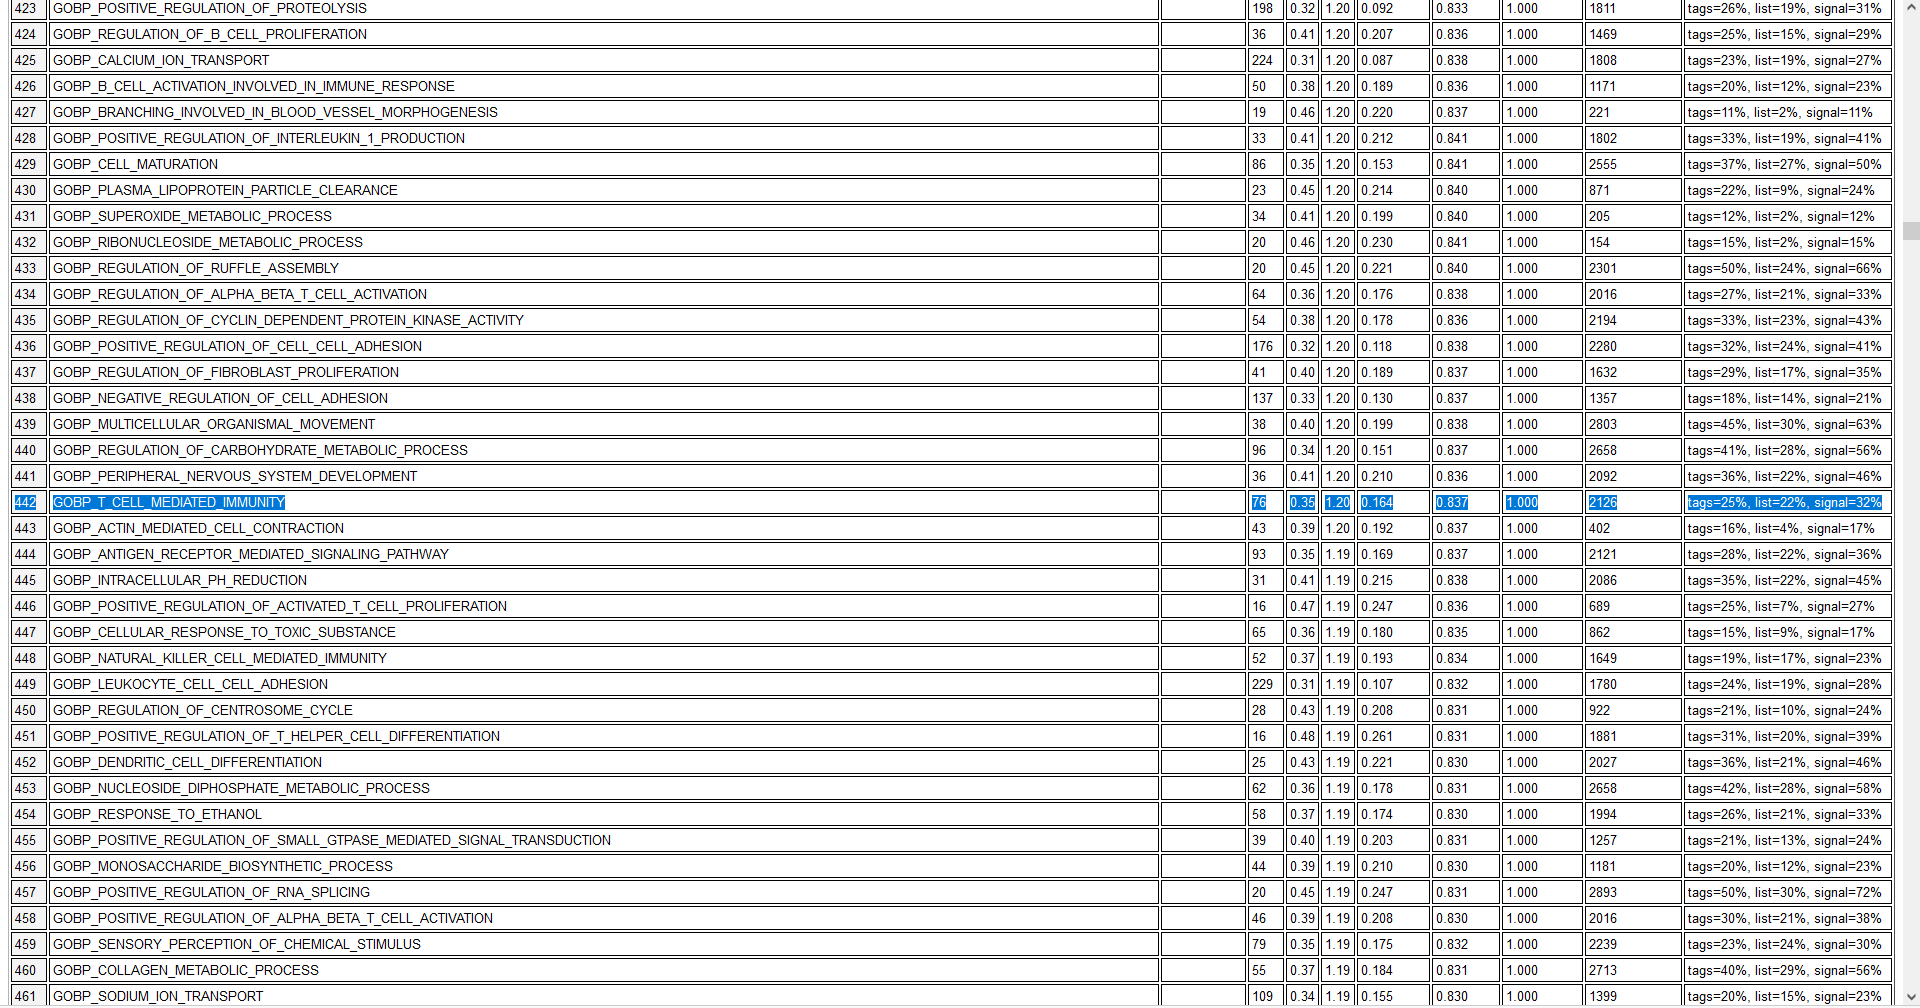 423 GOBP_POSITIVE_REGULATION_OF_PROTEOLYSIS 198 0.32 1.20 0.092 0.833 1.000 1811 tags=26%, list=19%, signal=31%
424 GOBP_REGULATION_OF_B_CELL_PROLIFERATION 36 0.41 1.20 0.207 0.836 1.000 1469 tags=25%, list=15%, signal=29%
425 GOBP_CALCIUM_ION_TRANSPORT 224 0.31 1.20 0.087 0.838 1.000 1808 tags=23%, list=19%, signal=27%
426 GOBP_B_CELL_ACTIVATION_INVOLVED_IN_IMMUNE_RESPONSE 50 0.38 1.20 0.189 0.836 1.000 1171 tags=20%, list=12%, signal=23%
427 GOBP_BRANCHING_INVOLVED_IN_BLOOD_VESSEL_MORPHOGENESIS 19 0.46 1.20 0.220 0.837 1.000 221 tags=11%, list=2%, signal=11%
428 GOBP_POSITIVE_REGULATION_OF_INTERLEUKIN_1_PRODUCTION 33 0.41 1.20 0.212 0.841 1.000 1802 tags=33%, list=19%, signal=41%
429 GOBP_CELL_MATURATION 86 0.35 1.20 0.153 0.841 1.000 2555 tags=37%, list=27%, signal=50%
430 GOBP_PLASMA_LIPOPROTEIN_PARTICLE_CLEARANCE 23 0.45 1.20 0.214 0.840 1.000 871 tags=22%, list=9%, signal=24%
431 GOBP_SUPEROXIDE_METABOLIC_PROCESS 34 0.41 1.20 0.199 0.840 1.000 205 tags=12%, list=2%, signal=12%
432 GOBP_RIBONUCLEOSIDE_METABOLIC_PROCESS 20 0.46 1.20 0.230 0.841 1.000 154 tags=15%, list=2%, signal=15%
433 GOBP_REGULATION_OF_RUFFLE_ASSEMBLY 20 0.45 1.20 0.221 0.840 1.000 2301 tags=50%, list=24%, signal=66%
434 GOBP_REGULATION_OF_ALPHA_BETA_T_CELL_ACTIVATION 64 0.36 1.20 0.176 0.838 1.000 2016 tags=27%, list=21%, signal=33%
435 GOBP_REGULATION_OF_CYCLIN_DEPENDENT_PROTEIN_KINASE_ACTIVITY 54 0.38 1.20 0.178 0.836 1.000 2194 tags=33%, list=23%, signal=43%
436 GOBP_POSITIVE_REGULATION_OF_CELL_CELL_ADHESION 176 0.32 1.20 0.118 0.838 1.000 2280 tags=32%, list=24%, signal=41%
437 GOBP_REGULATION_OF_FIBROBLAST_PROLIFERATION 41 0.40 1.20 0.189 0.837 1.000 1632 tags=29%, list=17%, signal=35%
438 GOBP_NEGATIVE_REGULATION_OF_CELL_ADHESION 137 0.33 1.20 0.130 0.837 1.000 1357 tags=18%, list=14%, signal=21%
439 GOBP_MULTICELLULAR_ORGANISMAL_MOVEMENT 38 0.40 1.20 0.199 0.838 1.000 2803 tags=45%, list=30%, signal=63%
440 GOBP_REGULATION_OF_CARBOHYDRATE_METABOLIC_PROCESS 96 0.34 1.20 0.151 0.837 1.000 2658 tags=41%, list=28%, signal=56%
441 GOBP_PERIPHERAL_NERVOUS_SYSTEM_DEVELOPMENT 36 0.41 1.20 0.210 0.836 1.000 2092 tags=36%, list=22%, signal=46%
442 GOBP_T_CELL_MEDIATED_IMMUNITY 76 0.35 1.20 0.164 0.837 1.000 2126 tags=25%, list=22%, signal=32%
443 GOBP_ACTIN_MEDIATED_CELL_CONTRACTION 43 0.39 1.20 0.192 0.837 1.000 402 tags=16%, list=4%, signal=17%
444 GOBP_ANTIGEN_RECEPTOR_MEDIATED_SIGNALING_PATHWAY 93 0.35 1.19 0.169 0.837 1.000 2121 tags=28%, list=22%, signal=36%
445 GOBP_INTRACELLULAR_PH_REDUCTION 31 0.41 1.19 0.215 0.838 1.000 2086 tags=35%, list=22%, signal=45%
446 GOBP_POSITIVE_REGULATION_OF_ACTIVATED_T_CELL_PROLIFERATION 16 0.47 1.19 0.247 0.836 1.000 689 tags=25%, list=7%, signal=27%
447 GOBP_CELLULAR_RESPONSE_TO_TOXIC_SUBSTANCE 65 0.36 1.19 0.180 0.835 1.000 862 tags=15%, list=9%, signal=17%
448 GOBP_NATURAL_KILLER_CELL_MEDIATED_IMMUNITY 52 0.37 1.19 0.193 0.834 1.000 1649 tags=19%, list=17%, signal=23%
449 GOBP_LEUKOCYTE_CELL_CELL_ADHESION 229 0.31 1.19 0.107 0.832 1.000 1780 tags=24%, list=19%, signal=28%
450 GOBP_REGULATION_OF_CENTROSOME_CYCLE 28 0.43 1.19 0.208 0.831 1.000 922 tags=21%, list=10%, signal=24%
451 GOBP_POSITIVE_REGULATION_OF_T_HELPER_CELL_DIFFERENTIATION 16 0.48 1.19 0.261 0.831 1.000 1881 tags=31%, list=20%, signal=39%
452 GOBP_DENDRITIC_CELL_DIFFERENTIATION 25 0.43 1.19 0.221 0.830 1.000 2027 tags=36%, list=21%, signal=46%
453 GOBP_NUCLEOSIDE_DIPHOSPHATE_METABOLIC_PROCESS 62 0.36 1.19 0.178 0.831 1.000 2658 tags=42%, list=28%, signal=58%
454 GOBP_RESPONSE_TO_ETHANOL 58 0.37 1.19 0.174 0.830 1.000 1994 tags=26%, list=21%, signal=33%
455 GOBP_POSITIVE_REGULATION_OF_SMALL_GTPASE_MEDIATED_SIGNAL_TRANSDUCTION 39 0.40 1.19 0.203 0.831 1.000 1257 tags=21%, list=13%, signal=24%
456 GOBP_MONOSACCHARIDE_BIOSYNTHETIC_PROCESS 44 0.39 1.19 0.210 0.830 1.000 1181 tags=20%, list=12%, signal=23%
457 GOBP_POSITIVE_REGULATION_OF_RNA_SPLICING 20 0.45 1.19 0.247 0.831 1.000 2893 tags=50%, list=30%, signal=72%
458 GOBP_POSITIVE_REGULATION_OF_ALPHA_BETA_T_CELL_ACTIVATION 46 0.39 1.19 0.208 0.830 1.000 2016 tags=30%, list=21%, signal=38%
459 GOBP_SENSORY_PERCEPTION_OF_CHEMICAL_STIMULUS 79 0.35 1.19 0.175 0.832 1.000 2239 tags=23%, list=24%, signal=30%
460 GOBP_COLLAGEN_METABOLIC_PROCESS 55 0.37 1.19 0.184 0.831 1.000 2713 tags=40%, list=29%, signal=56%
461 GOBP_SODIUM_ION_TRANSPORT 109 0.34 1.19 0.155 0.830 1.000 1399 tags=20%, list=15%, signal=23%